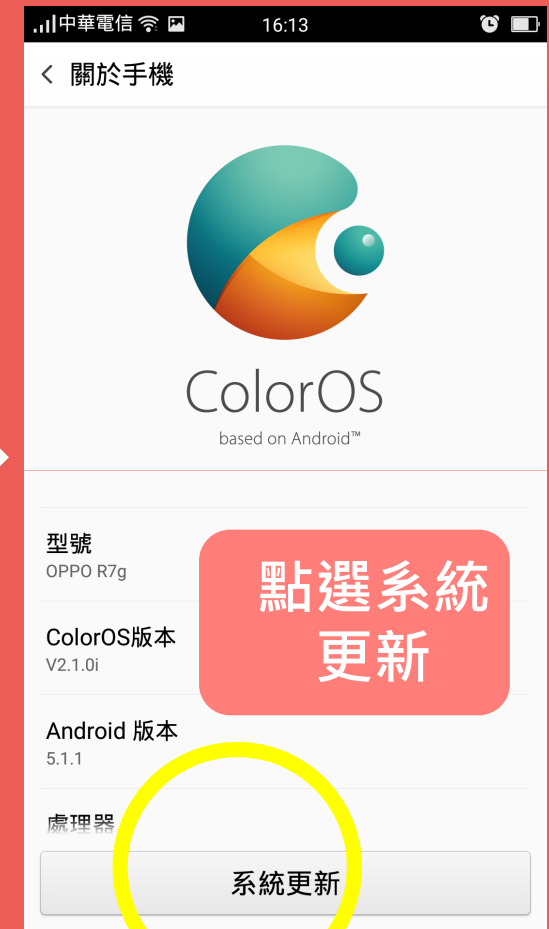 中華電信 16:13
關於手機
ColorOS
based on Android™
型號
OPPO R7g
點選系統
更新
ColorOS版本
V2.1.0i
Android 版本
5.1.1
處理器
系統更新